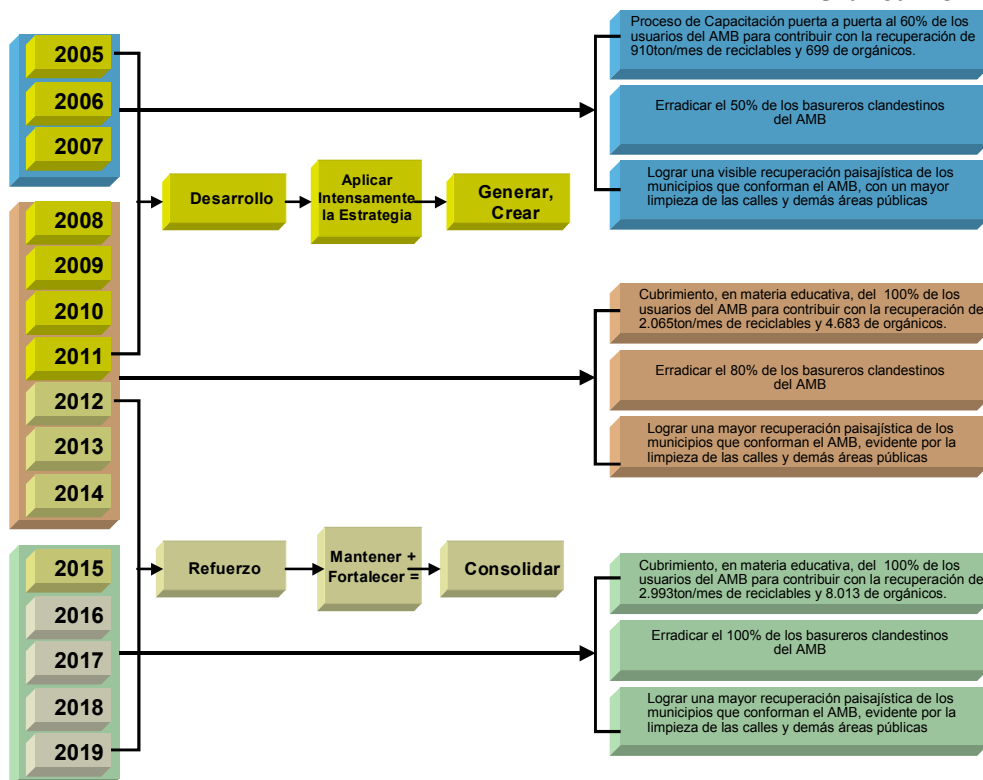 2005
2006
2007
2008
2009
2010
2011
2012
2013
2014
2015
2016
2017
2018
2019
Desarrollo
Aplicar
Intensamente
la Estrategia
Generar,
Crear
Refuerzo
Mantener +
Fortalecer =
Consolidar
Proceso de Capacitación puerta a puerta al 60% de los
usuarios del AMB para contribuir con la recuperación de
910ton/mes de reciclables y 699 de orgánicos.
Erradicar el 50% de los basureros clandestinos
del AMB
Lograr una visible recuperación paisajística de los
municipios que conforman el AMB, con un mayor
limpieza de las calles y demás áreas públicas
Cubrimiento, en materia educativa, del 100% de los
usuarios del AMB para contribuir con la recuperación de
2.065ton/mes de reciclables y 4.683 de orgánicos.
Erradicar el 80% de los basureros clandestinos
del AMB
Lograr una mayor recuperación paisajística de los
municipios que conforman el AMB, evidente por la
limpieza de las calles y demás áreas públicas
Cubrimiento, en materia educativa, del 100% de los
usuarios del AMB para contribuir con la recuperación de
2.993ton/mes de reciclables y 8.013 de orgánicos.
Erradicar el 100% de los basureros clandestinos
del AMB
Lograr una mayor recuperación paisajística de los
municipios que conforman el AMB, evidente por la
limpieza de las calles y demás áreas públicas